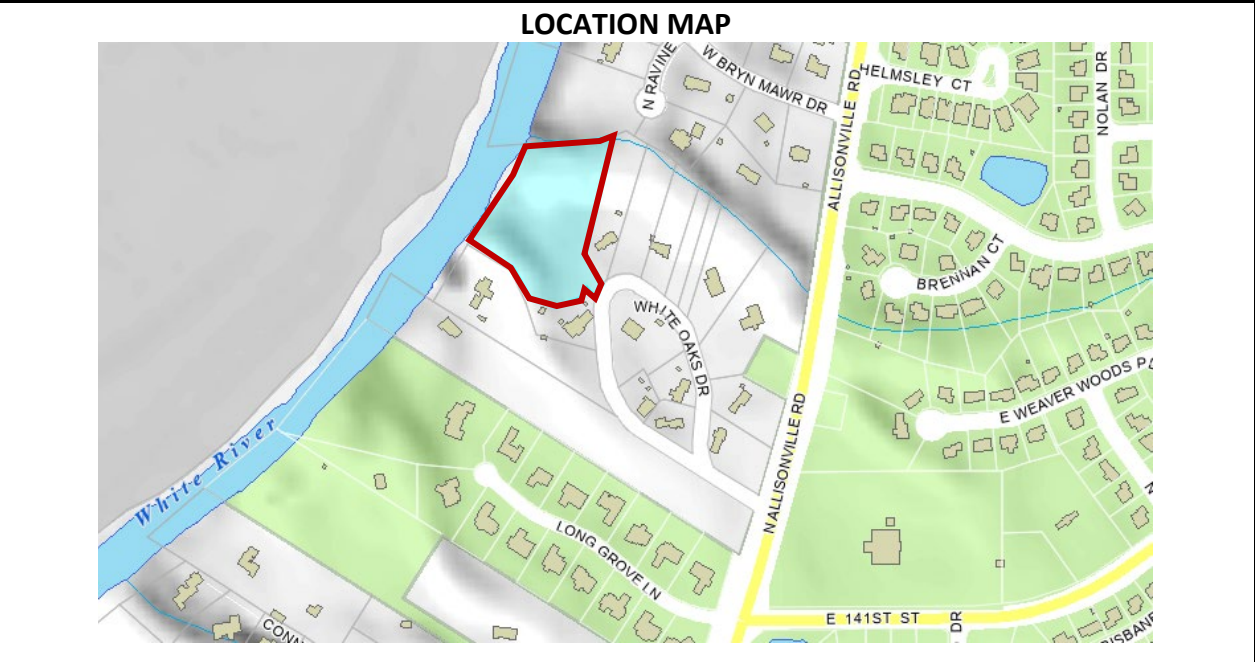 LOCATION MAP
N RAVINE
W BRYN MAWR DR
HELMSLEY CT
NOLAN DR
ALLISONVILLE RD
BRENNAN CT
WHITE OAKS DR
E WEAVER WOODS
White River
N ALLISONVILLE RD
LONG GROVE LN
E 141ST ST
DR
CONN
ISBANE